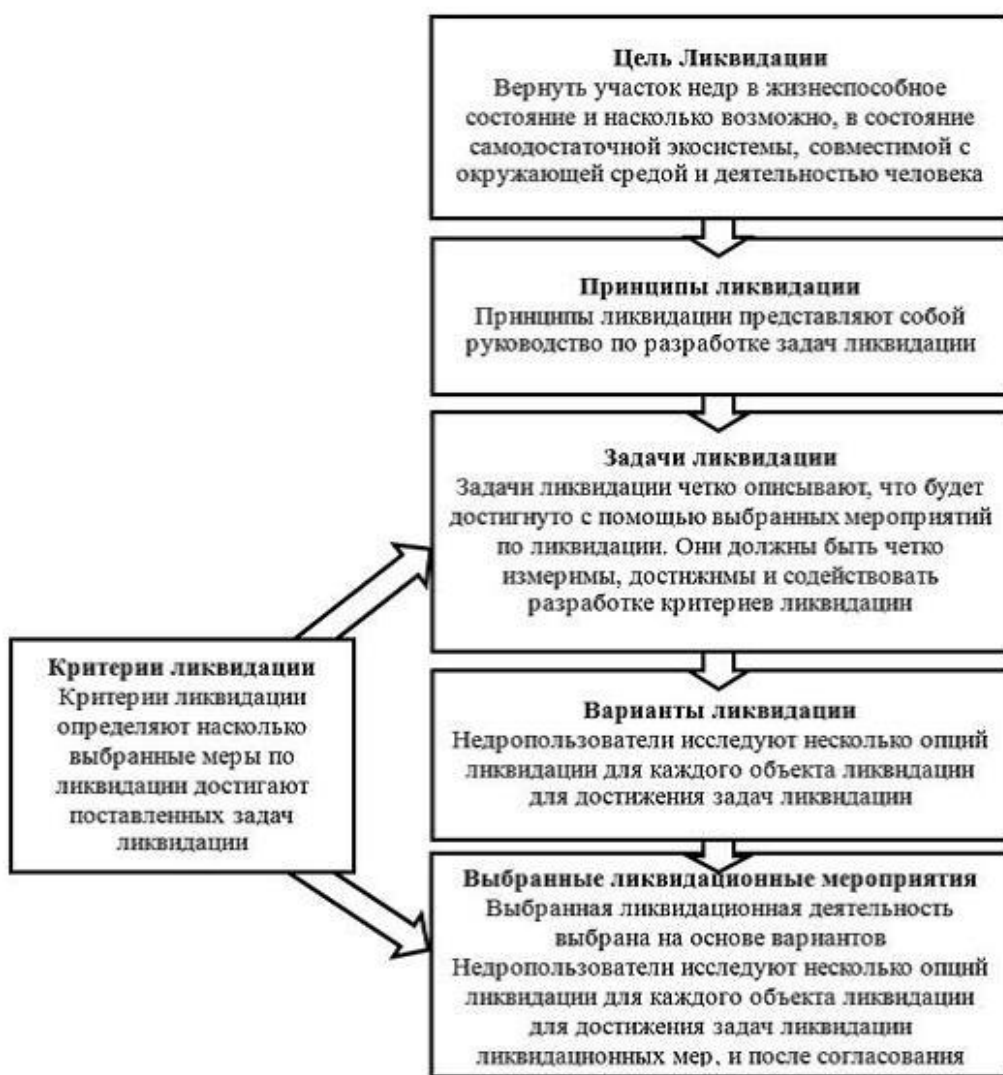 Цель Ликвидации
Вернуть участок недр в жизнеспособное
состояние и насколько возможно, в состояние
самодостаточной экосистемы, совместимой с
окружающей средой и деятельностью человека
Принципы ликвидации
Принципы ликвидации представляют собой
руководство по разработке задач ликвидации
Задачи ликвидации
Задачи ликвидации четко описывают, что будет
достигнуто с помощью выбранных мероприятий
по ликвидации. Они должны быть четко
измеримы, достижимы и содействовать
разработке критериев ликвидации
Критерии ликвидации
Критерии ликвидации
определяют насколько
выбранные меры по
ликвидации достигают
поставленных задач
ликвидации
Варианты ликвидации
Недропользователи исследуют несколько опций
ликвидации для каждого объекта ликвидации
для достижения задач ликвидации
Выбранные ликвидационные мероприятия
Выбранная ликвидационная деятельность
выбрана на основе вариантов
Недропользователи исследуют несколько опций
ликвидации для каждого объекта ликвидации
для достижения задач ликвидации
ликвидационных мер, и после согласования